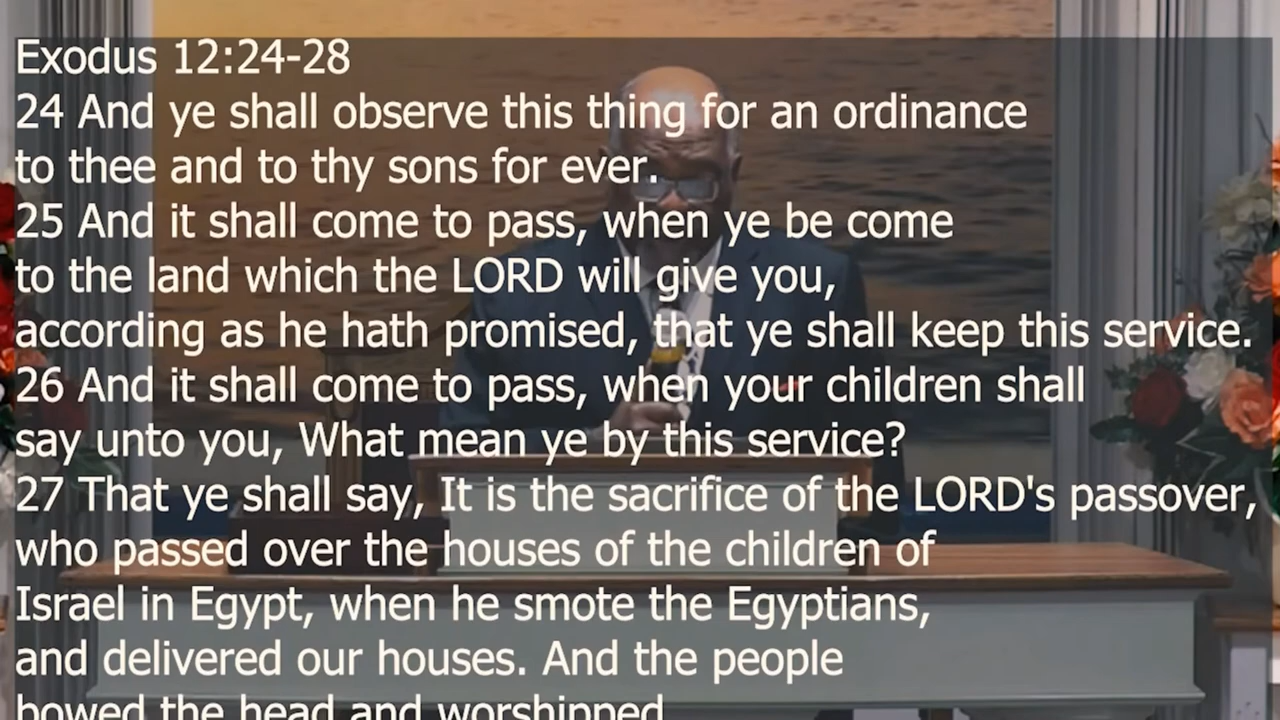 Exodus 12:24-28
24 And ye shall observe this thing for an ordinance
to thee and to thy sons for ever.
25 And it shall come to pass, when ye be come
to the land which the LORD will give you,
according as he hath promised, that ye shall keep this service.
26 And it shall come to pass, when your children shall
say unto you, What mean ye by this service?
27 That ye shall say, It is the sacrifice of the LORD's passover,
who passed over the houses of the children of
Israel in Egypt, when he smote the Egyptians,
and delivered our houses. And the people
bowed the head and worshipped